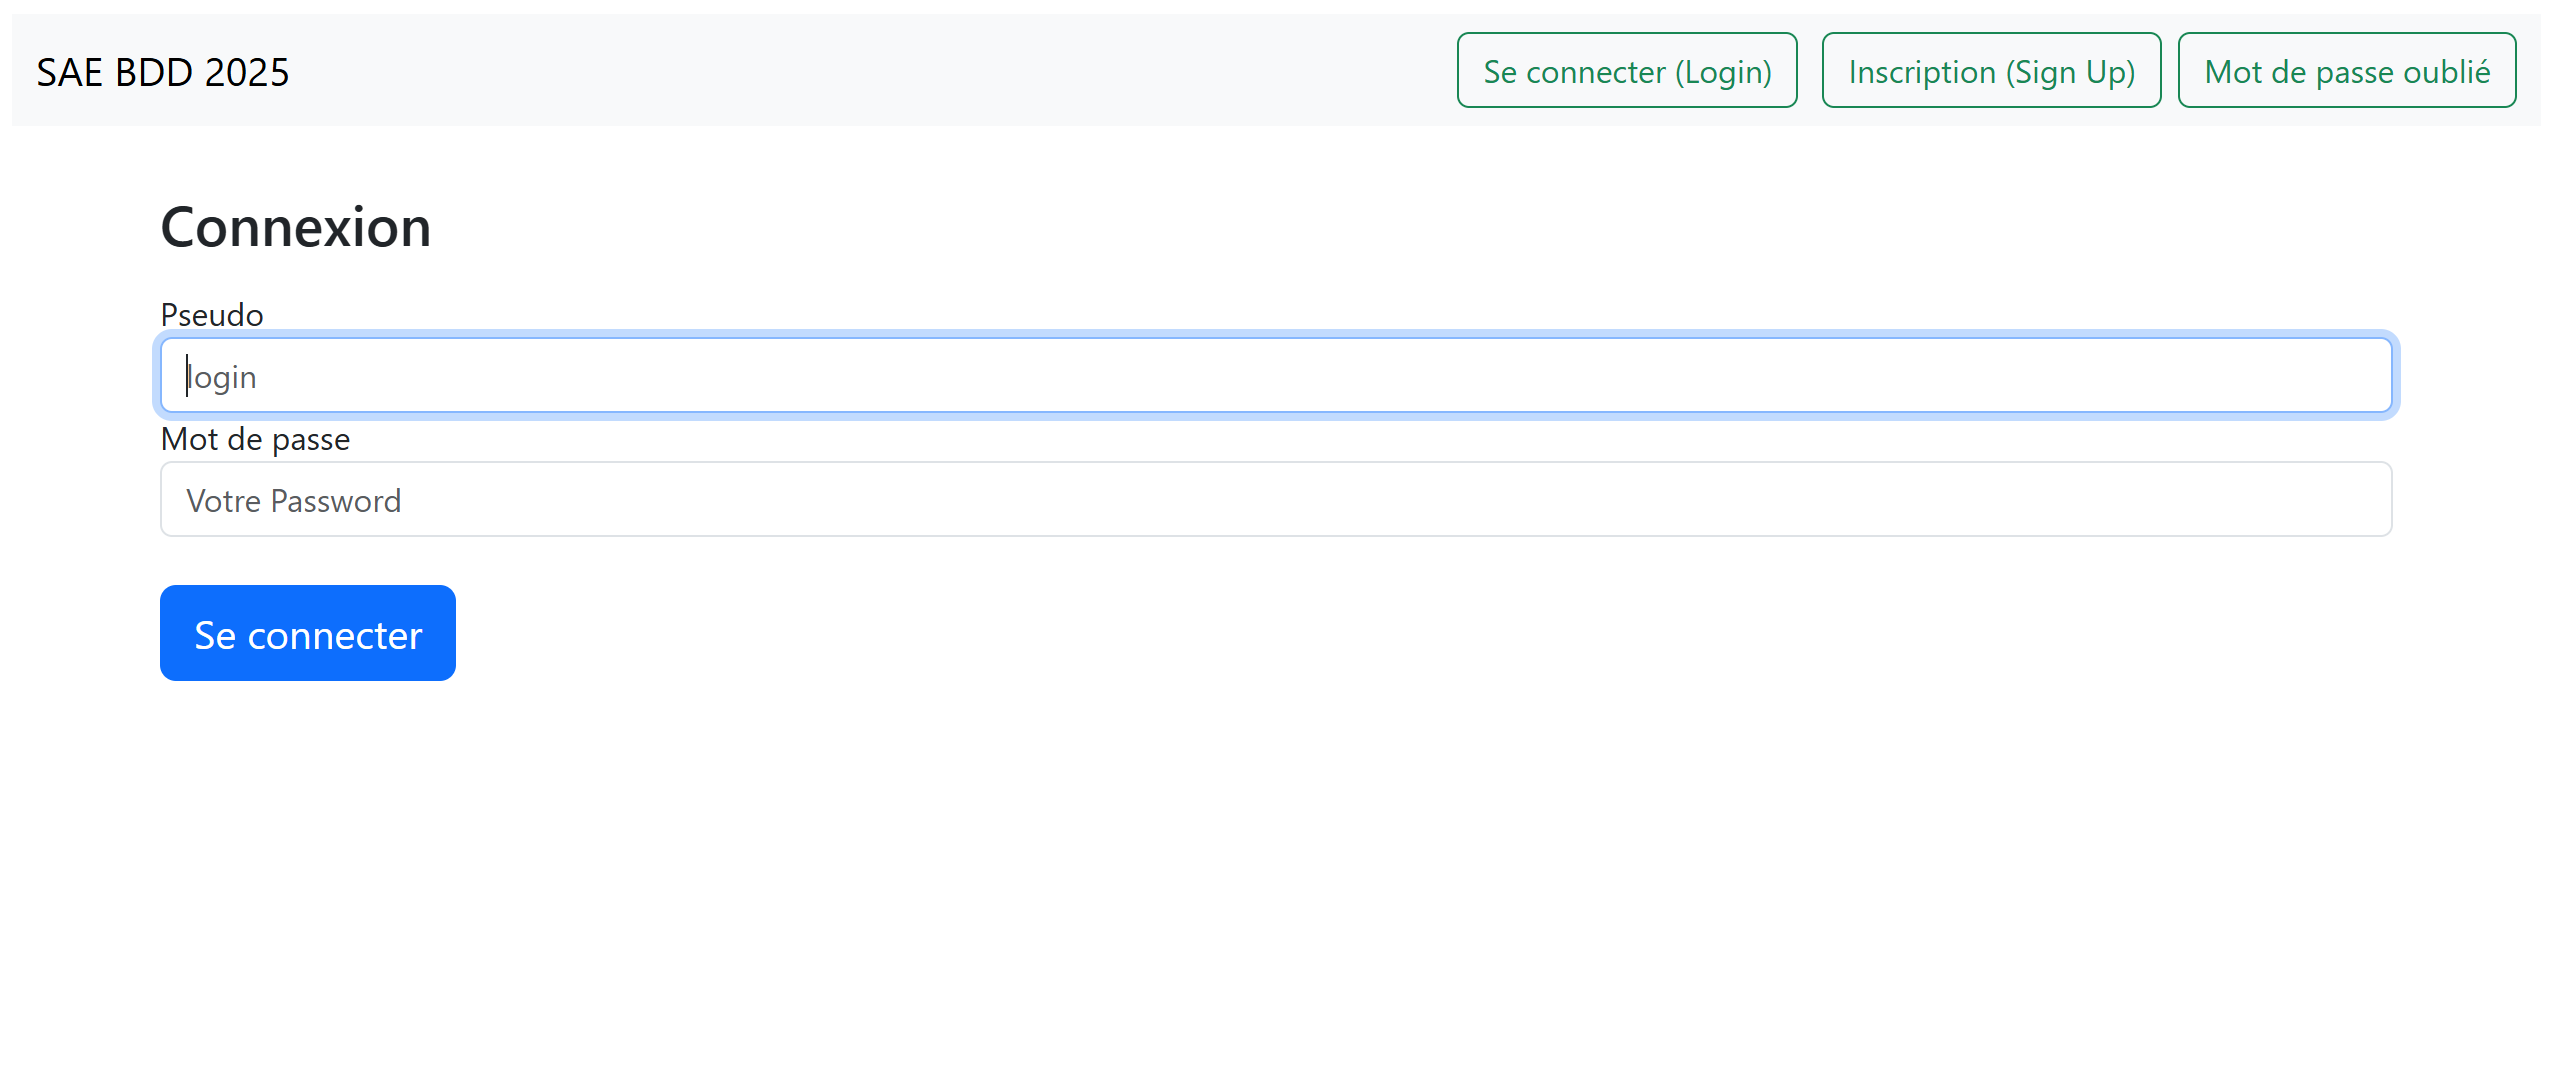 SAE BDD 2025
Se connecter (Login)
Inscription (Sign Up)
Mot de passe oublié
Connexion
Pseudo
login
Mot de passe
Votre Password
Se connecter